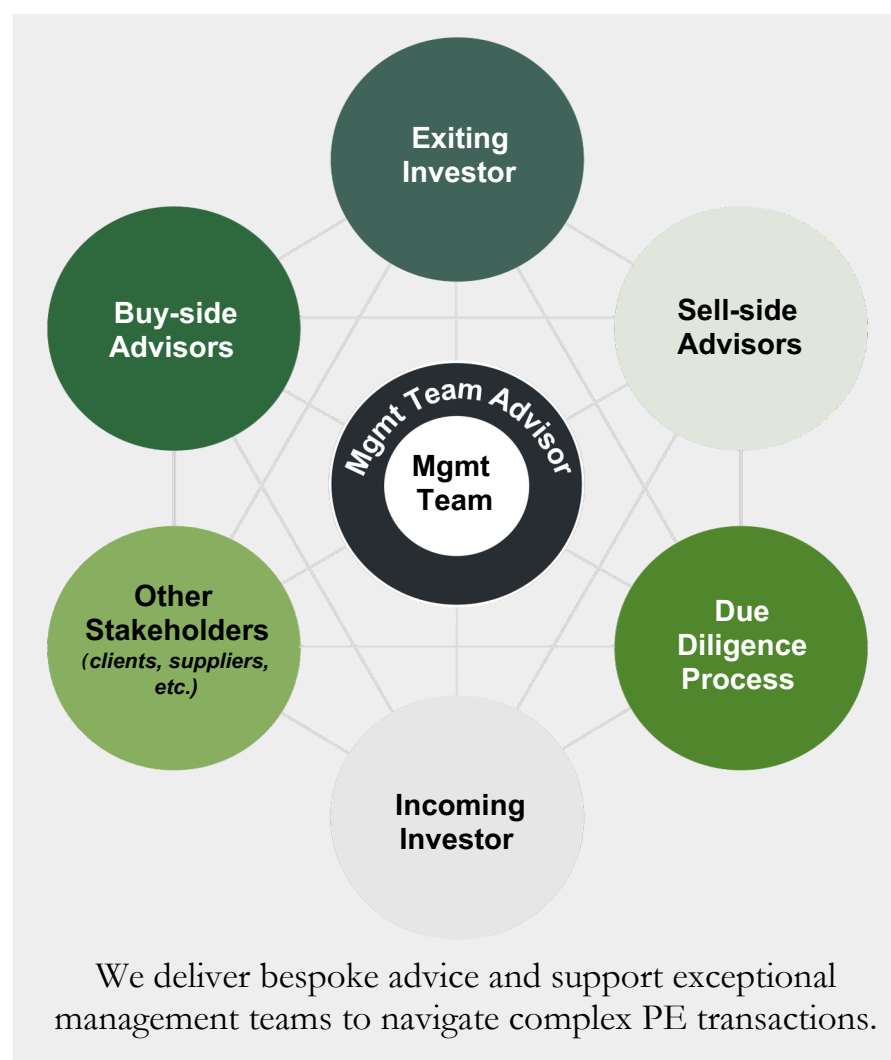 Exiting
Investor
Buy-side
Advisors
Sell-side
Advisors
Mgmt Team Advisor
Mgmt
Team
Other
Stakeholders
(clients, suppliers,
etc.)
Due
Diligence
Process
Incoming
Investor
We deliver bespoke advice and support exceptional
management teams to navigate complex PE transactions.